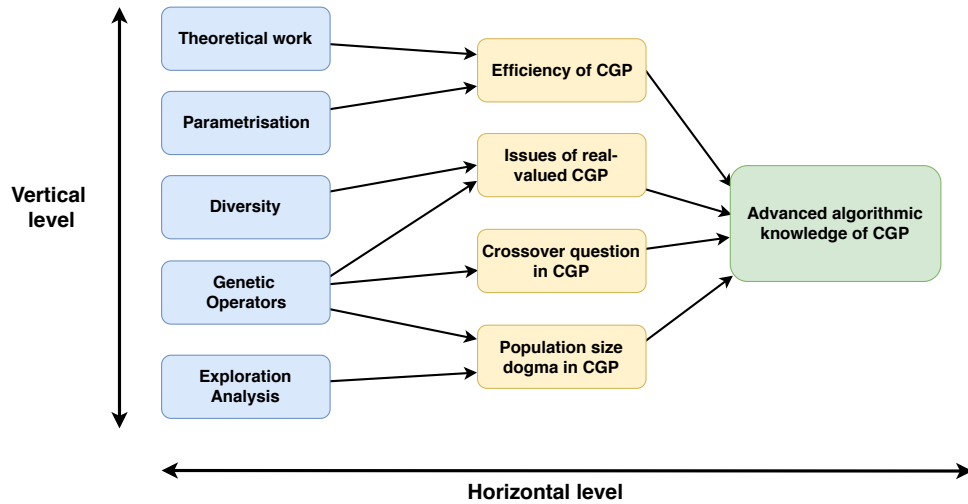 Theoretical work
Parametrisation
Diversity
Genetic
Operators
Exploration
Analysis
Efficiency of CGP
Issues of real-
valued CGP
Crossover question
in CGP
Population size
dogma in CGP
Advanced algorithmic
knowledge of CGP
Vertical
level
Horizontal level